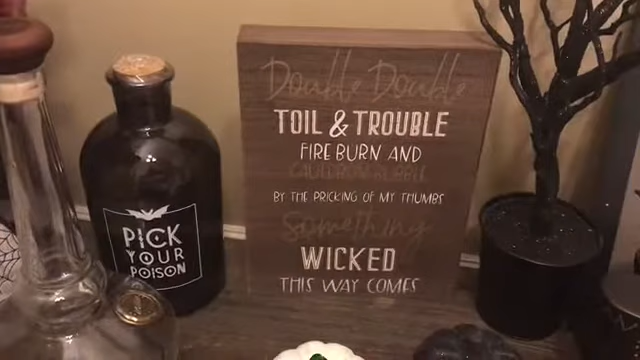 Double Double
TOIL & TROUBLE
FIRE BURN AND
CAULDRON BUBBLE
BY THE PRICKING OF MY THUMBS
Something
WICKED
THIS WAY COMES
PICK
YOUR
POISON